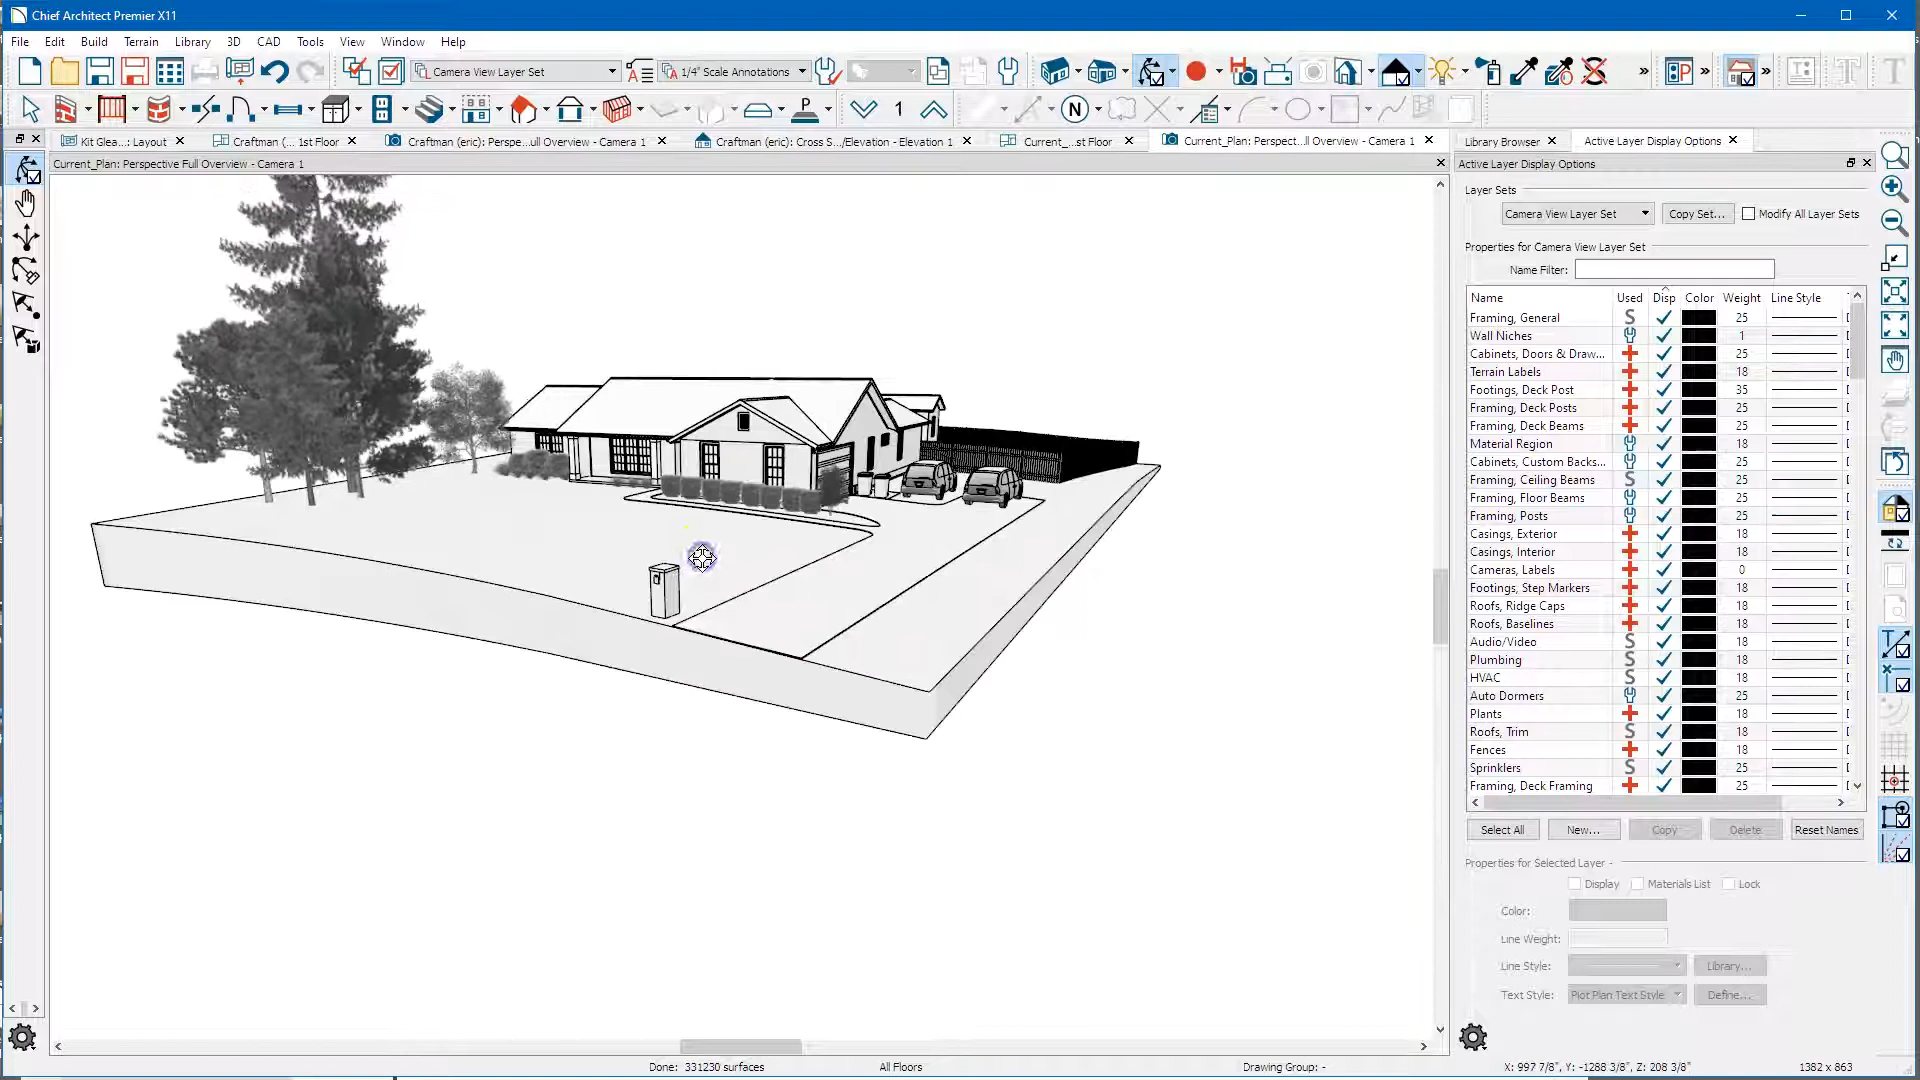 Chief Architect Premier X11
File Edit Build Terrain Library 3D CAD Tools View Window Help
Camera View Layer Set
1/4" Scale Annotations
1
N
P
Kit Glea...: Layout
Craftman (... 1st Floor
Craftman (eric): Perspe...ull Overview - Camera 1
Craftman (eric): Cross S.../Elevation - Elevation 1
Current_...st Floor
Current_Plan: Perspect...ll Overview - Camera 1
Library Browser
Active Layer Display Options
Current_Plan: Perspective Full Overview - Camera 1
Active Layer Display Options
Layer Sets
Camera View Layer Set
Copy Set...
Modify All Layer Sets
Properties for Camera View Layer Set
Name Filter:
Name Used Disp Color Weight Line Style
Framing, General S 25
Wall Niches 1
Cabinets, Doors & Draw... 25
Terrain Labels 18
Footings, Deck Post 35
Framing, Deck Posts 25
Framing, Deck Beams 25
Material Region 18
Cabinets, Custom Backs... 25
Framing, Ceiling Beams S 25
Framing, Floor Beams 25
Framing, Posts 25
Casings, Exterior 18
Casings, Interior 18
Cameras, Labels 0
Footings, Step Markers 18
Roofs, Ridge Caps 18
Roofs, Baselines 18
Audio/Video S 18
Plumbing S 18
HVAC S 18
Auto Dormers 25
Plants 18
Roofs, Trim S 18
Fences 18
Sprinklers S 25
Framing, Deck Framing 25
Select All New... Copy Delete Reset Names
Properties for Selected Layer -
Display Materials List Lock
Color:
Line Weight:
Line Style: Library...
Text Style: Plot Plan Text Style Define...
Done: 331230 surfaces
All Floors
Drawing Group: -
X: 997 7/8", Y: -1288 3/8", Z: 208 3/8"
1382 x 863